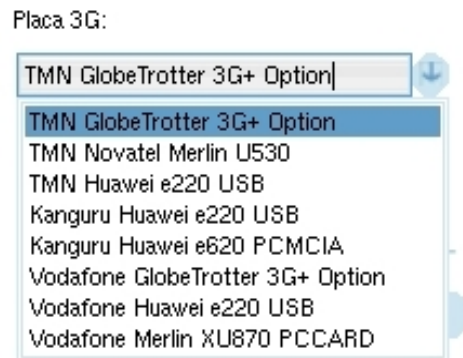 Placa 3G:
TMN GlobeTrotter 3G+ Option
TMN GlobeTrotter 3G+ Option
TMN Novatel Merlin U530
TMN Huawei e220 USB
Kanguru Huawei e220 USB
Kanguru Huawei e620 PCMCIA
Vodafone GlobeTrotter 3G+ Option
Vodafone Huawei e220 USB
Vodafone Merlin XU870 PCCARD